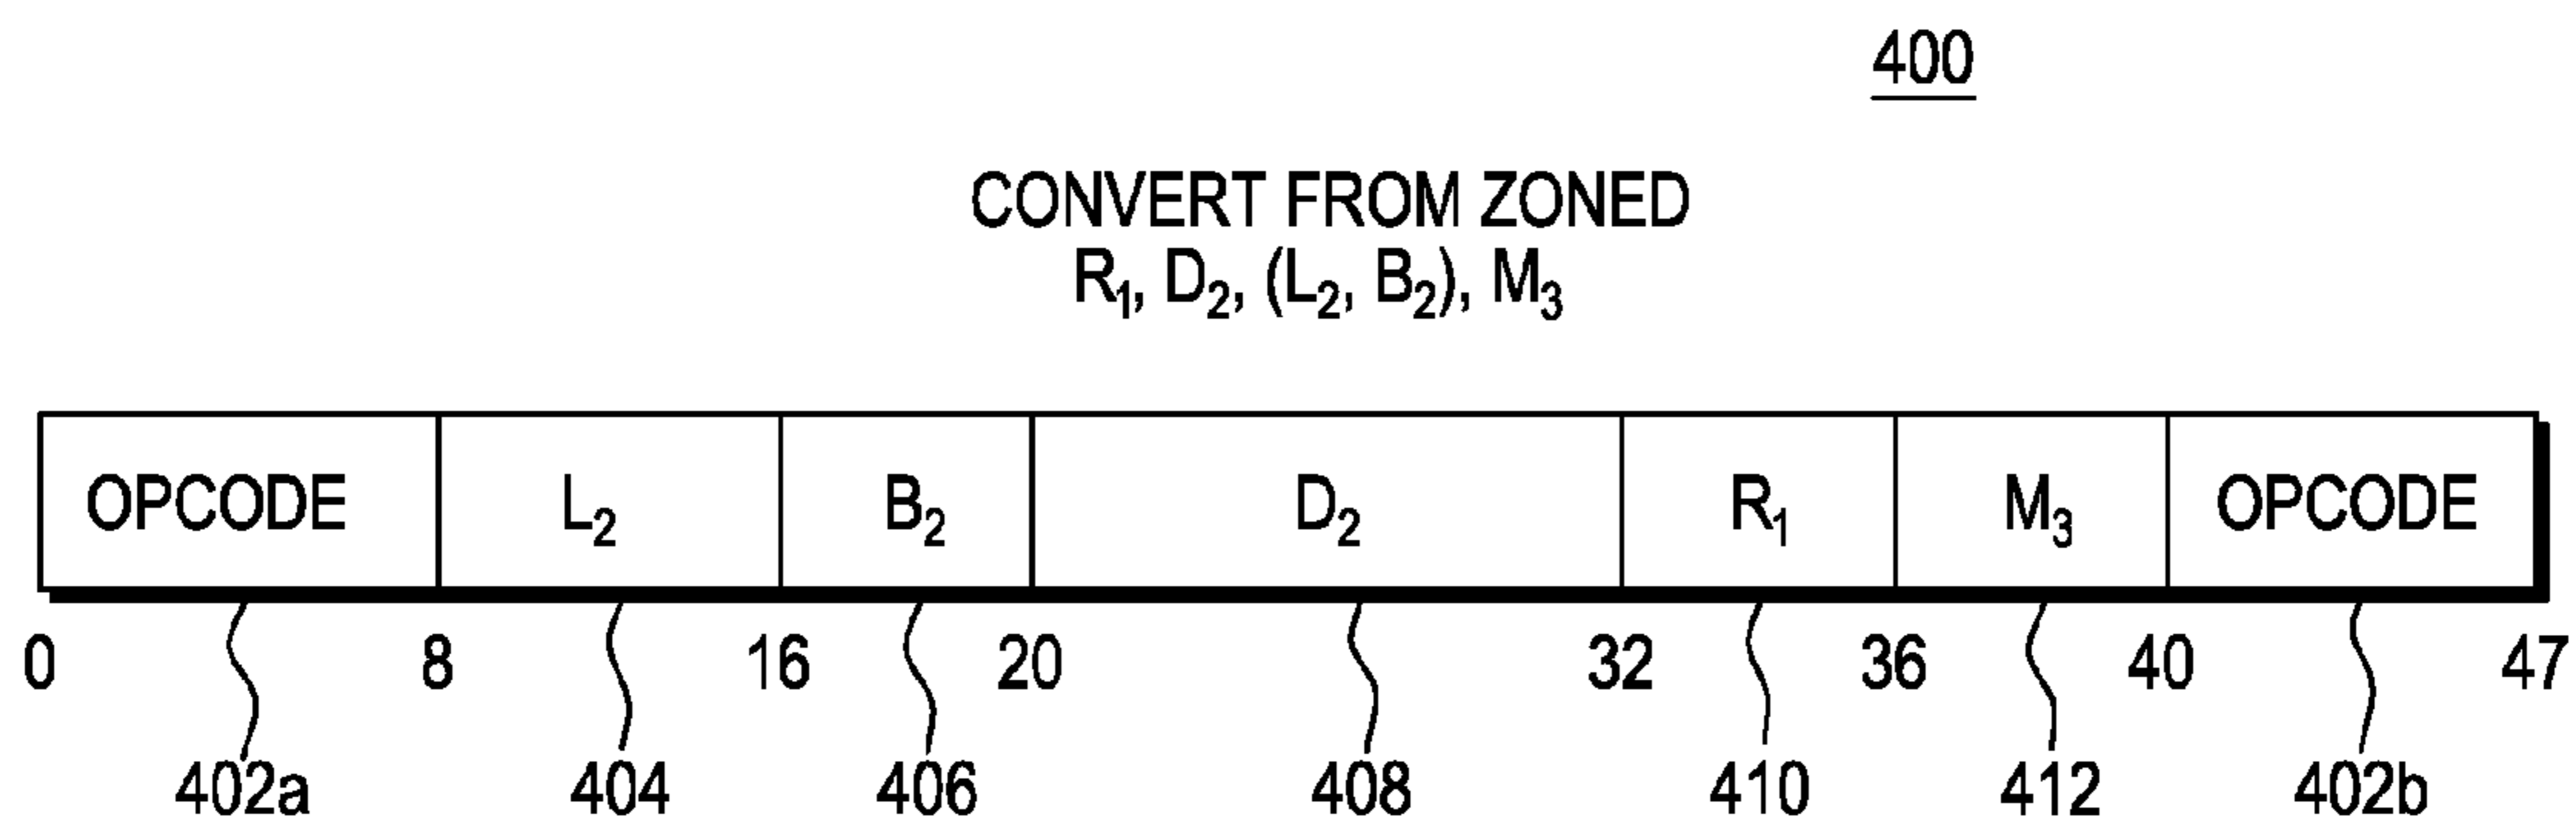 400
CONVERT FROM ZONED
R₁, D₂, (L₂, B₂), M₃
OPCODE L₂ B₂ D₂ R₁ M₃ OPCODE
0 8 16 20 32 36 40 47
402a 404 406 408 410 412 402b